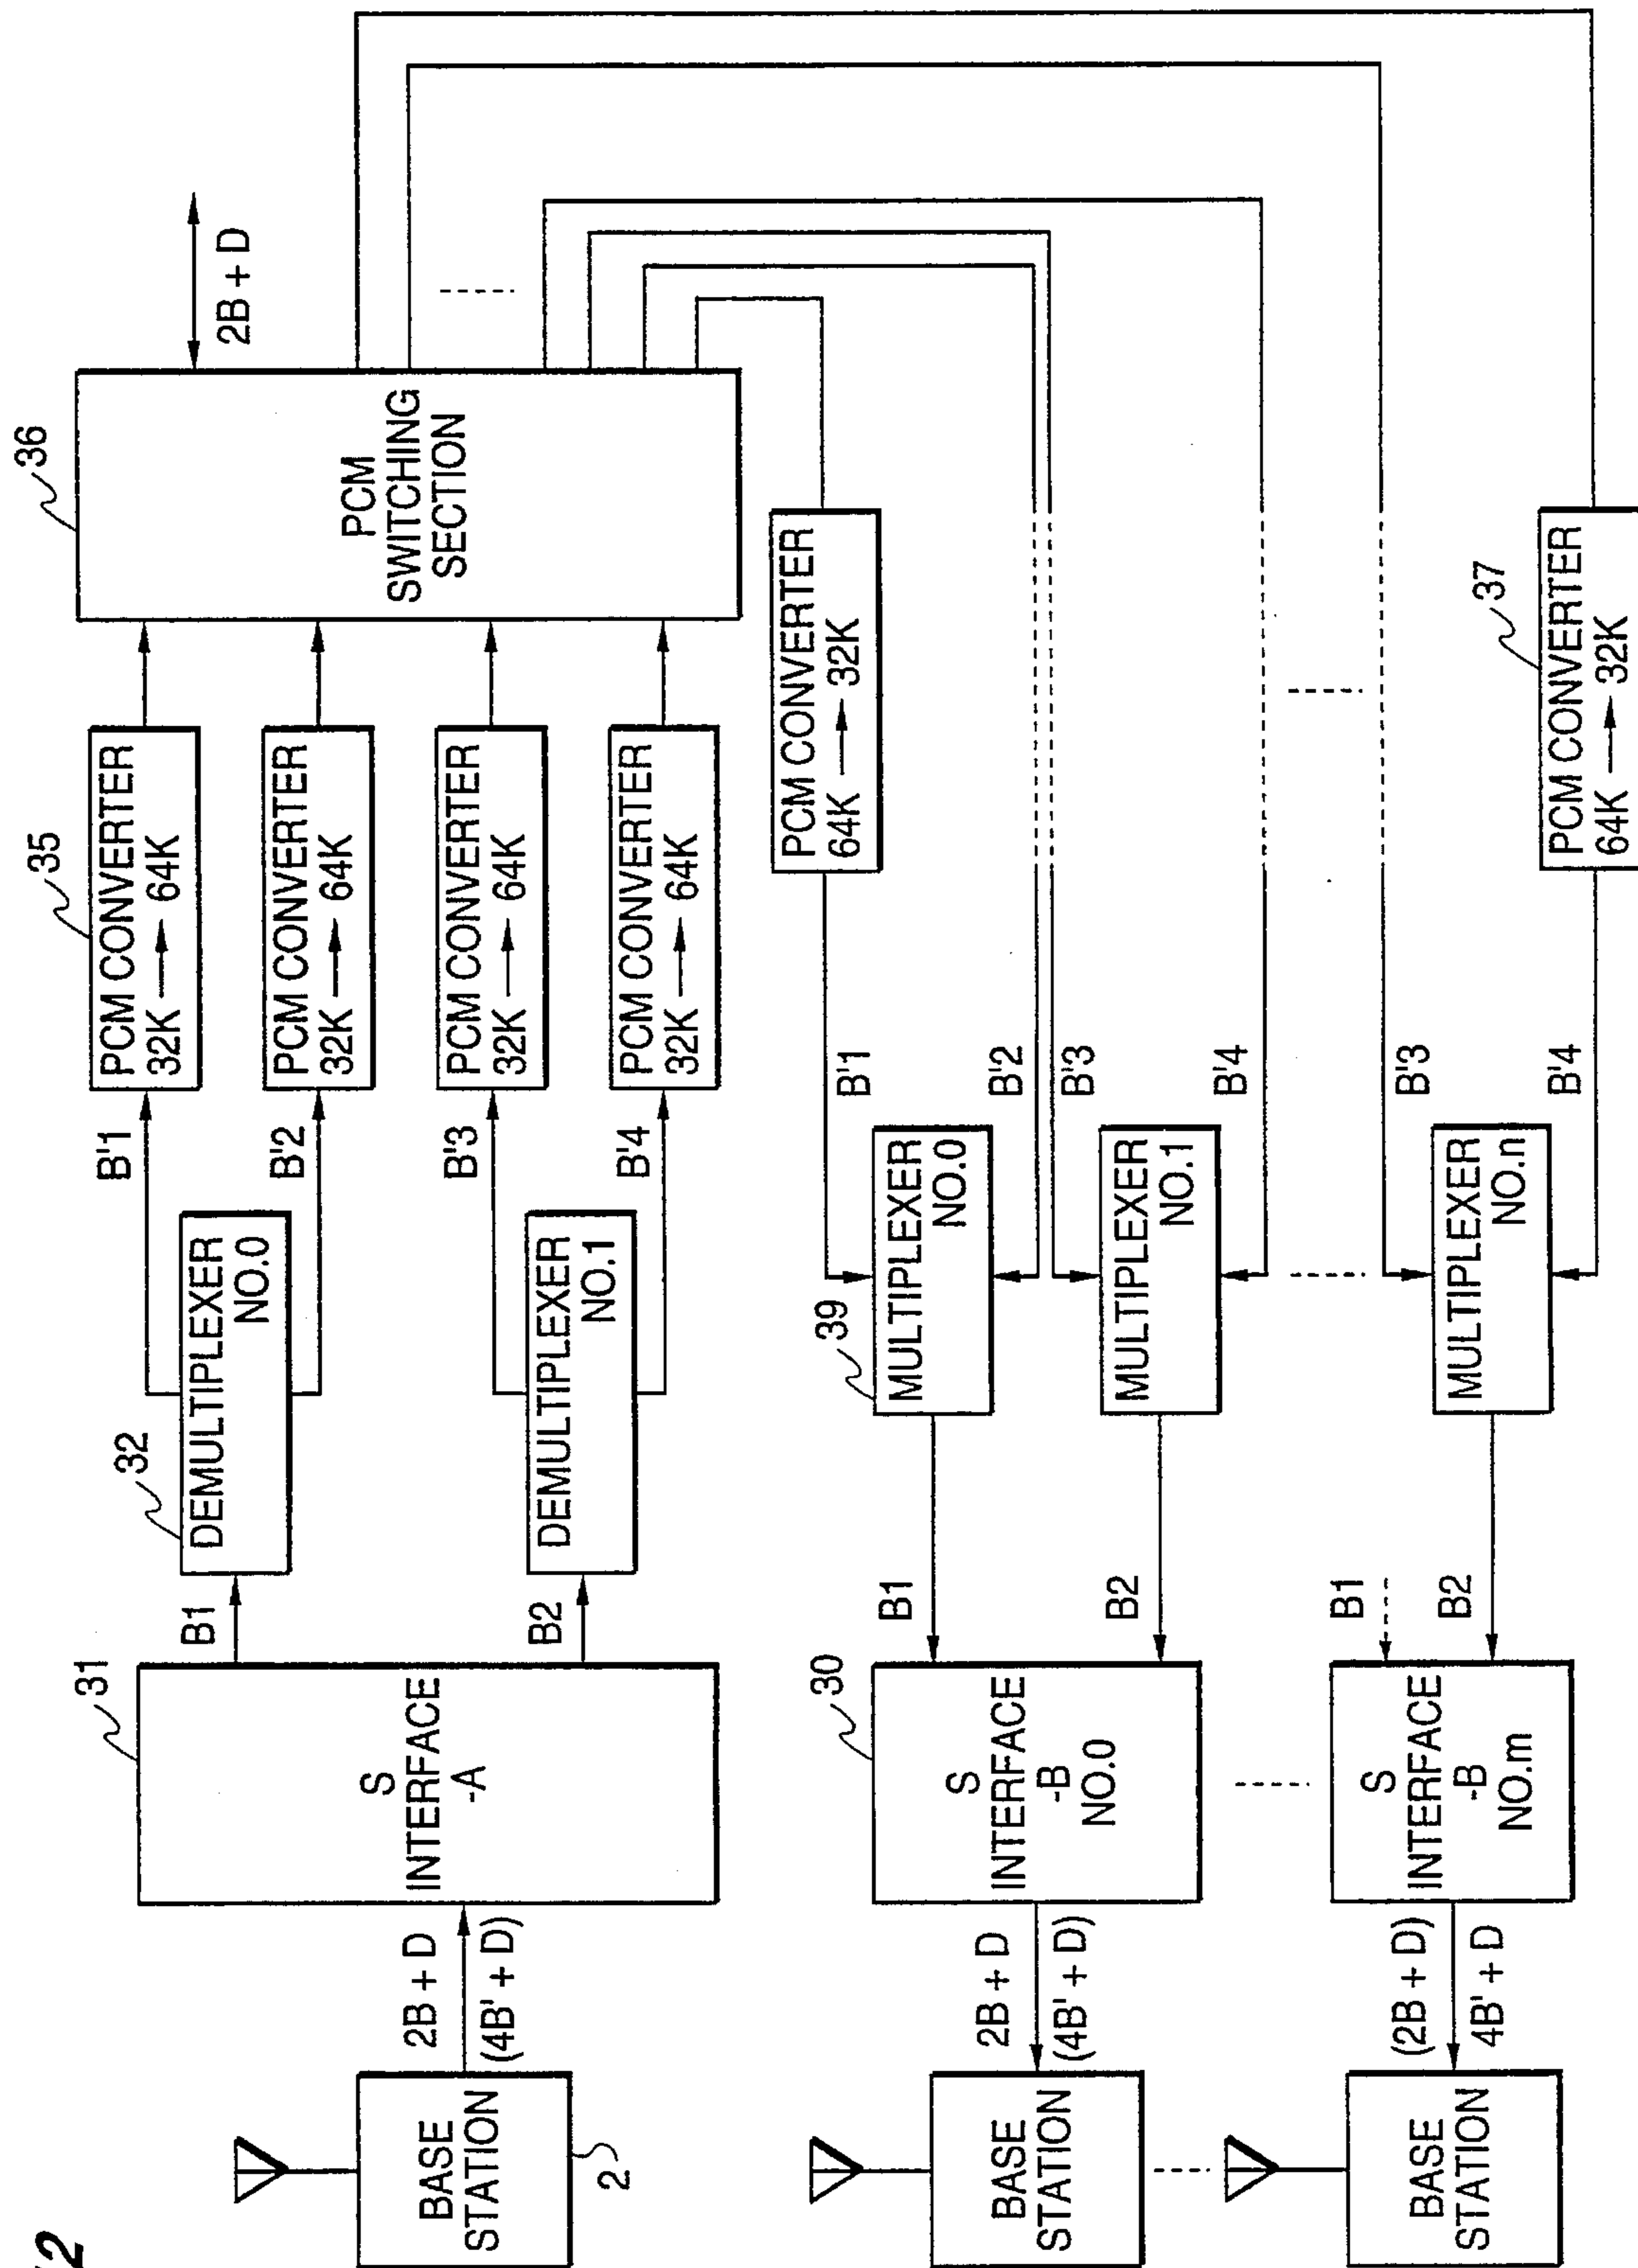 BASE
STATION
2
2B + D
(4B' + D)
31
S
INTERFACE
-A
B1
B2
32
DEMULTIPLEXER
NO.0
DEMULTIPLEXER
NO.1
B'1
B'2
B'3
B'4
35
PCM CONVERTER
32K → 64K
PCM CONVERTER
32K → 64K
PCM CONVERTER
32K → 64K
PCM CONVERTER
32K → 64K
36
PCM
SWITCHING
SECTION
2B + D
BASE
STATION
2B + D
(4B' + D)
30
S
INTERFACE
-B
NO.0
B1
B2
39
MULTIPLEXER
NO.0
MULTIPLEXER
NO.1
B'1
B'2
B'3
B'4
PCM CONVERTER
64K → 32K
BASE
STATION
(2B + D)
4B' + D
S
INTERFACE
-B
NO.m
B1
B2
MULTIPLEXER
NO.n
B'3
B'4
37
PCM CONVERTER
64K → 32K